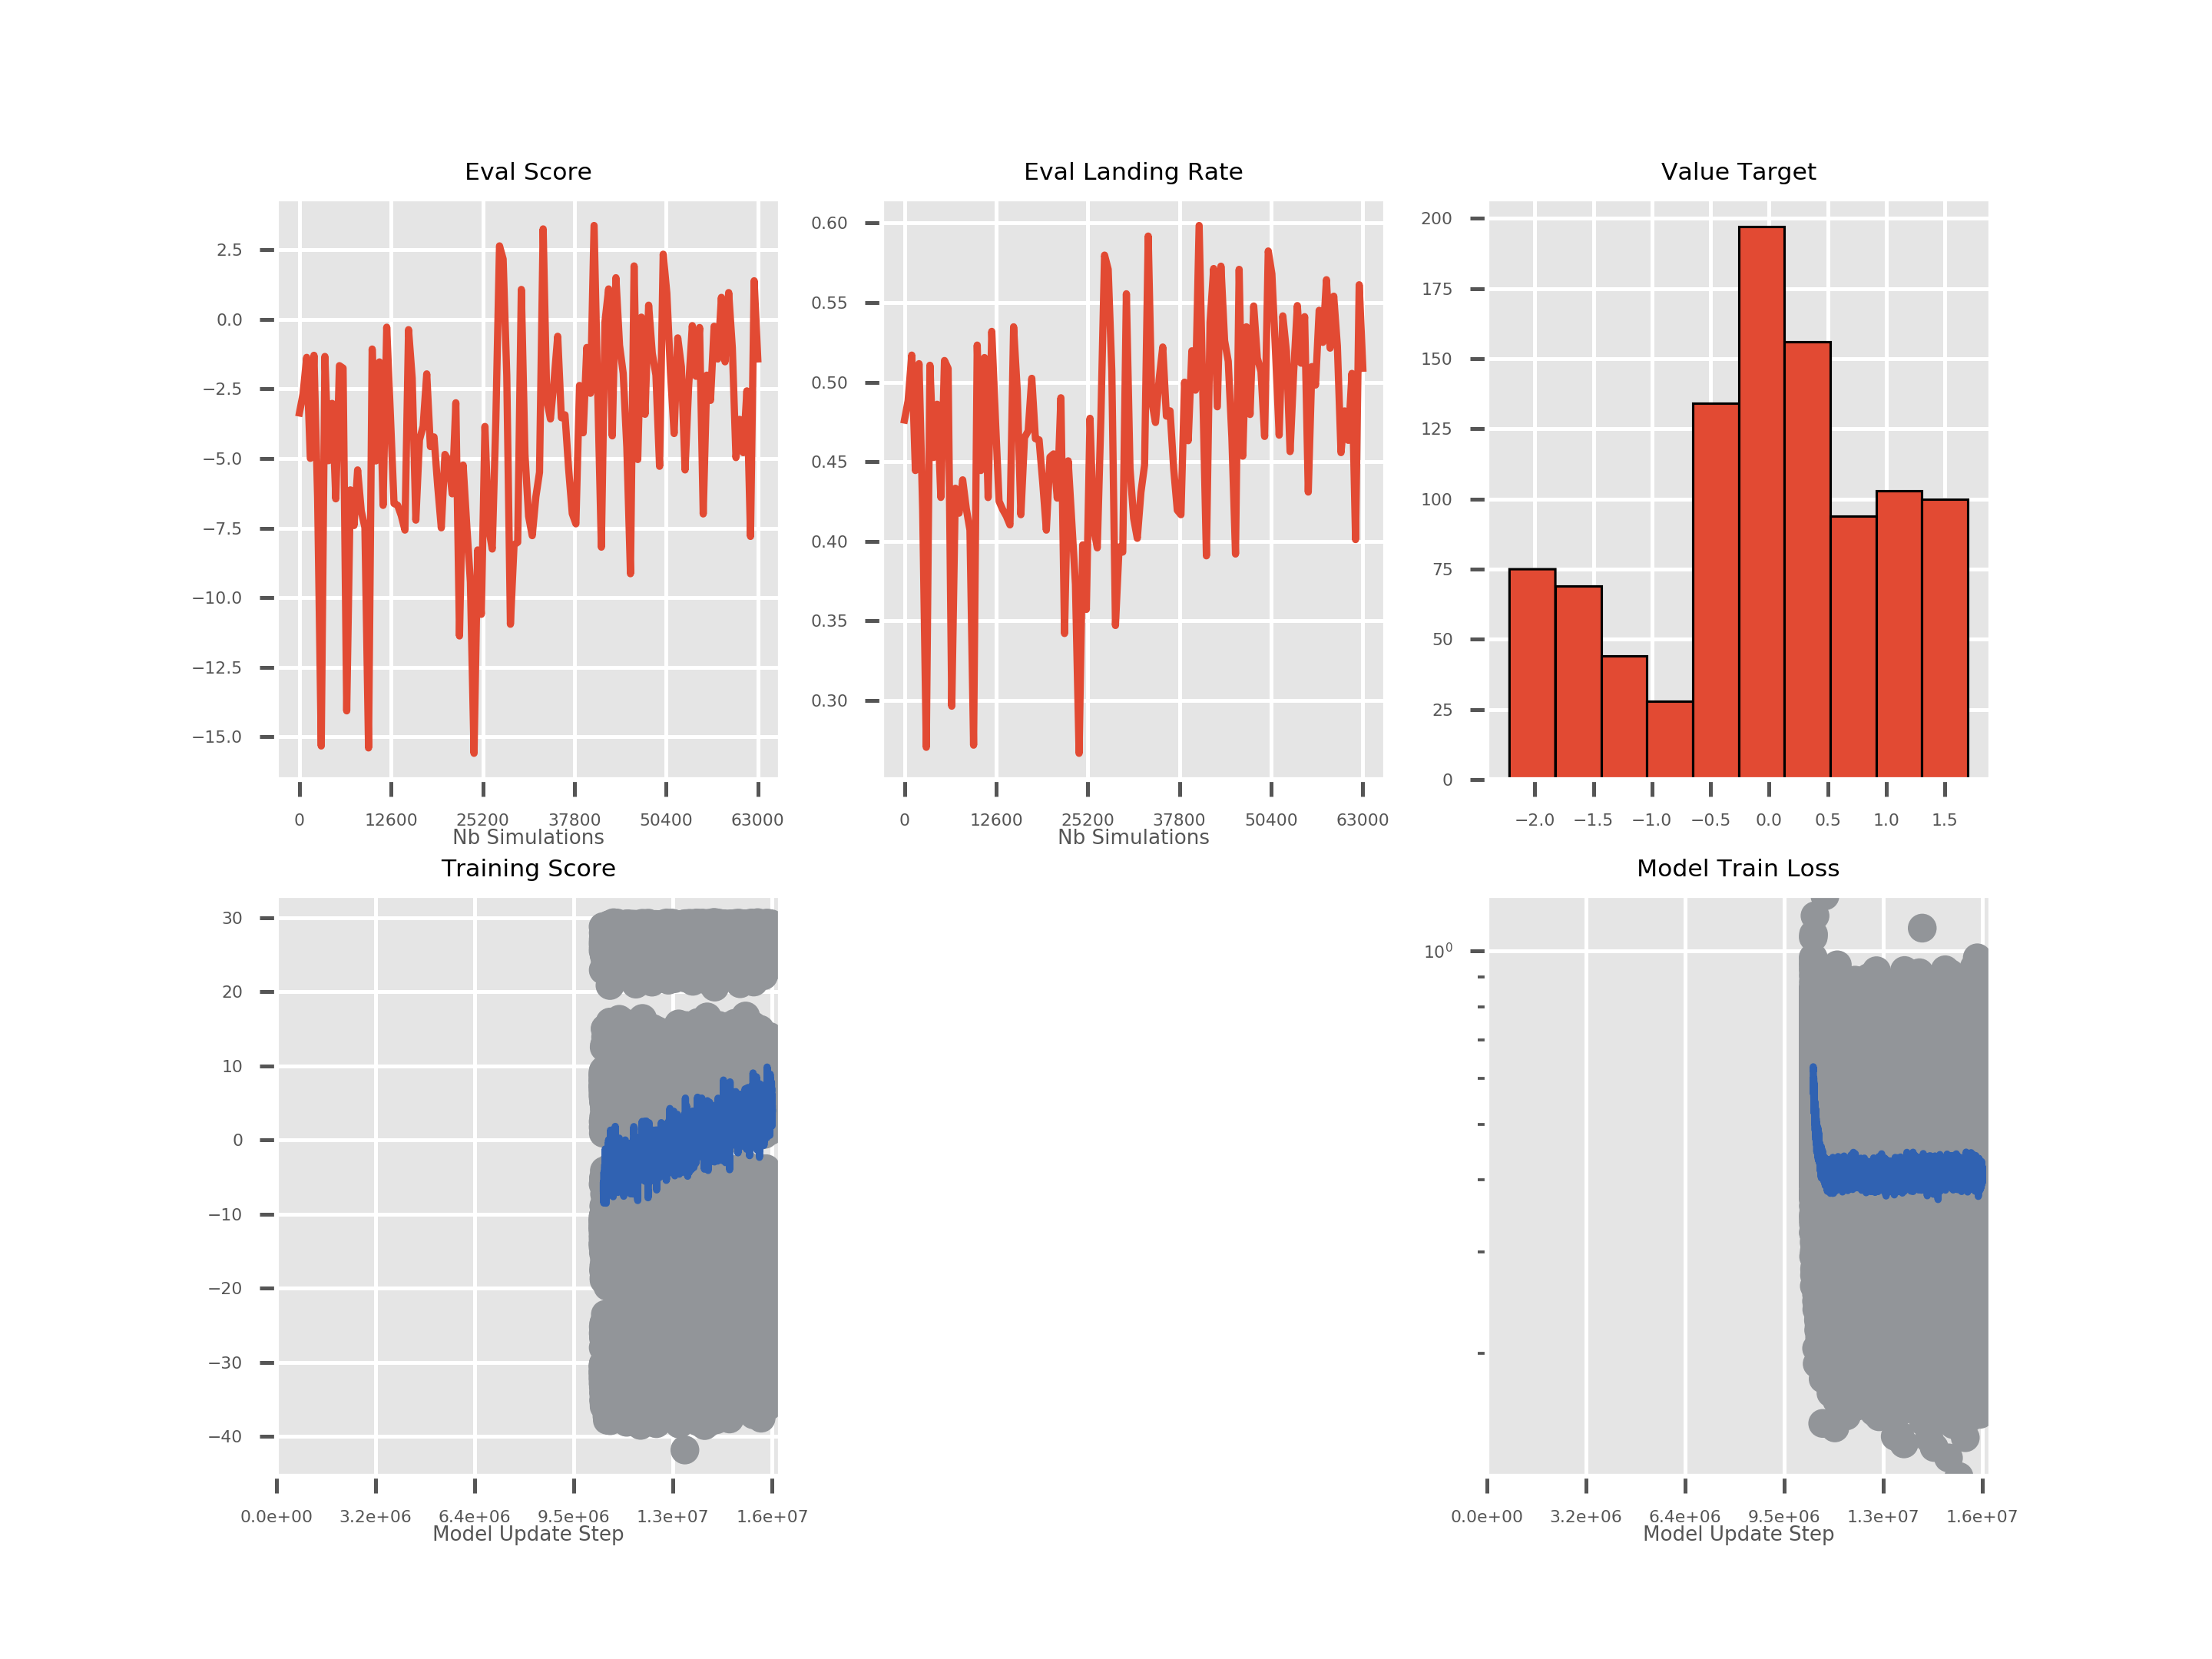 Eval Score
2.5
0.0
−2.5
−5.0
−7.5
−10.0
−12.5
−15.0
0 12600 25200 37800 50400 63000
Nb Simulations
Eval Landing Rate
0.60
0.55
0.50
0.45
0.40
0.35
0.30
0 12600 25200 37800 50400 63000
Nb Simulations
Value Target
200
175
150
125
100
75
50
25
0
−2.0 −1.5 −1.0 −0.5 0.0 0.5 1.0 1.5
Training Score
30
20
10
0
−10
−20
−30
−40
0.0e+00 3.2e+06 6.4e+06 9.5e+06 1.3e+07 1.6e+07
Model Update Step
Model Train Loss
10⁰
0.0e+00 3.2e+06 6.4e+06 9.5e+06 1.3e+07 1.6e+07
Model Update Step